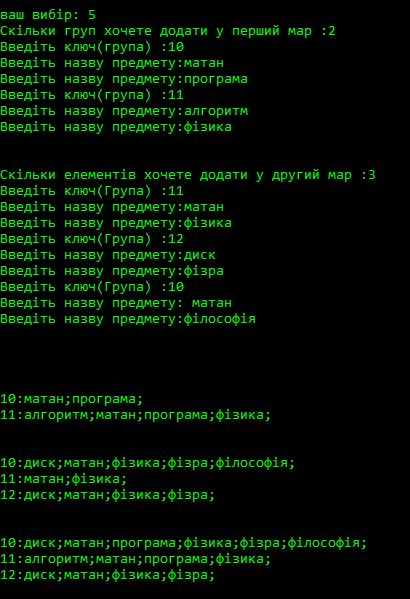 ваш вибір: 5
Скільки груп хочете додати у перший мар :2
Введіть ключ(група) :10
Введіть назву предмету:матан
Введіть назву предмету:програма
Введіть ключ(група) :11
Введіть назву предмету:алгоритм
Введіть назву предмету:фізика
Скільки елементів хочете додати у другий мар :3
Введіть ключ(Група) :11
Введіть назву предмету:матан
Введіть назву предмету:фізика
Введіть ключ(Група) :12
Введіть назву предмету:диск
Введіть назву предмету:фізра
Введіть ключ(Група) :10
Введіть назву предмету: матан
Введіть назву предмету:філософія
10:матан;програма;
11:алгоритм;матан;програма;фізика;
10:диск;матан;фізика;фізра;філософія;
11:матан;фізика;
12:диск;матан;фізика;фізра;
10:диск;матан;програма;фізика;фізра;філософія;
11:алгоритм;матан;програма;фізика;
12:диск;матан;фізика;фізра;